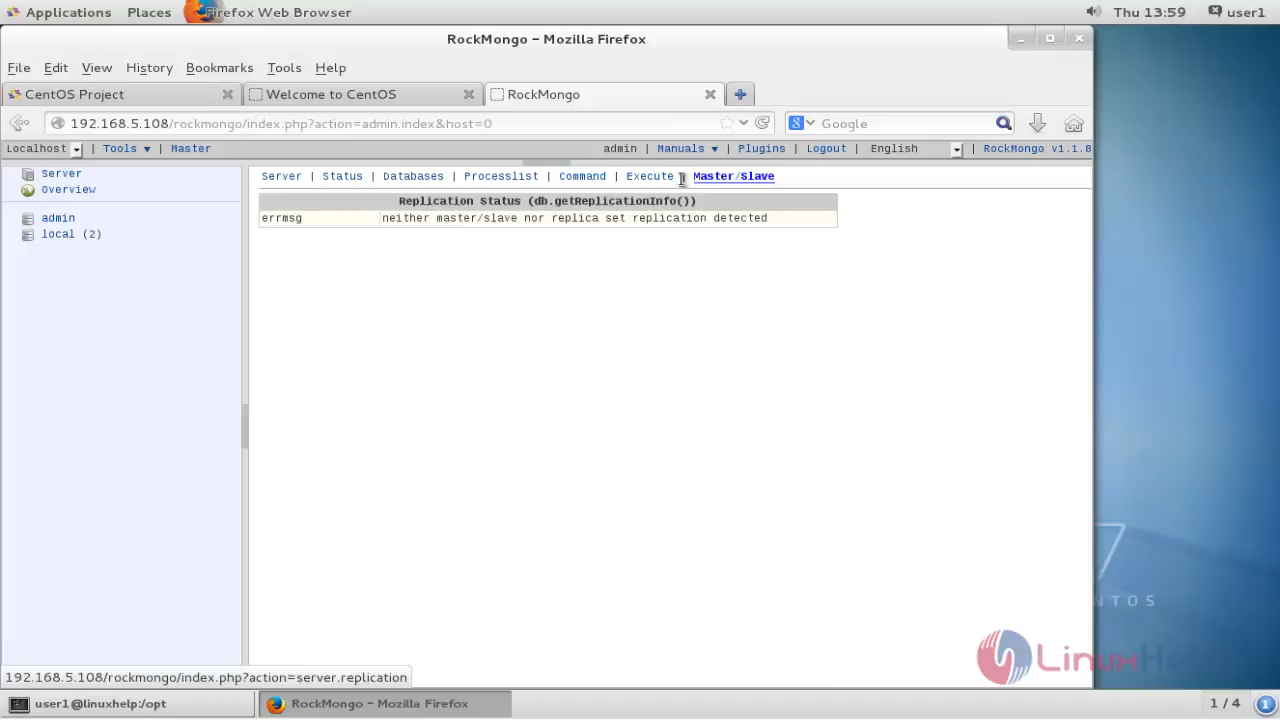 Applications Places Firefox Web Browser Thu 13:59 user1
RockMongo - Mozilla Firefox
File Edit View History Bookmarks Tools Help
CentOS Project Welcome to CentOS RockMongo
192.168.5.108/rockmongo/index.php?action=admin.index&host=0 Google
Localhost | Tools ▼ | Master admin | Manuals ▼ | Plugins | Logout | English RockMongo v1.1.8
Server
Overview
admin
local (2)
Server | Status | Databases | Processlist | Command | Execute | Master/Slave
Replication Status (db.getReplicationInfo())
errmsg neither master/slave nor replica set replication detected
7
NTOS
192.168.5.108/rockmongo/index.php?action=server.replication
user1@linuxhelp:/opt RockMongo - Mozilla Firefox 1 / 4 1